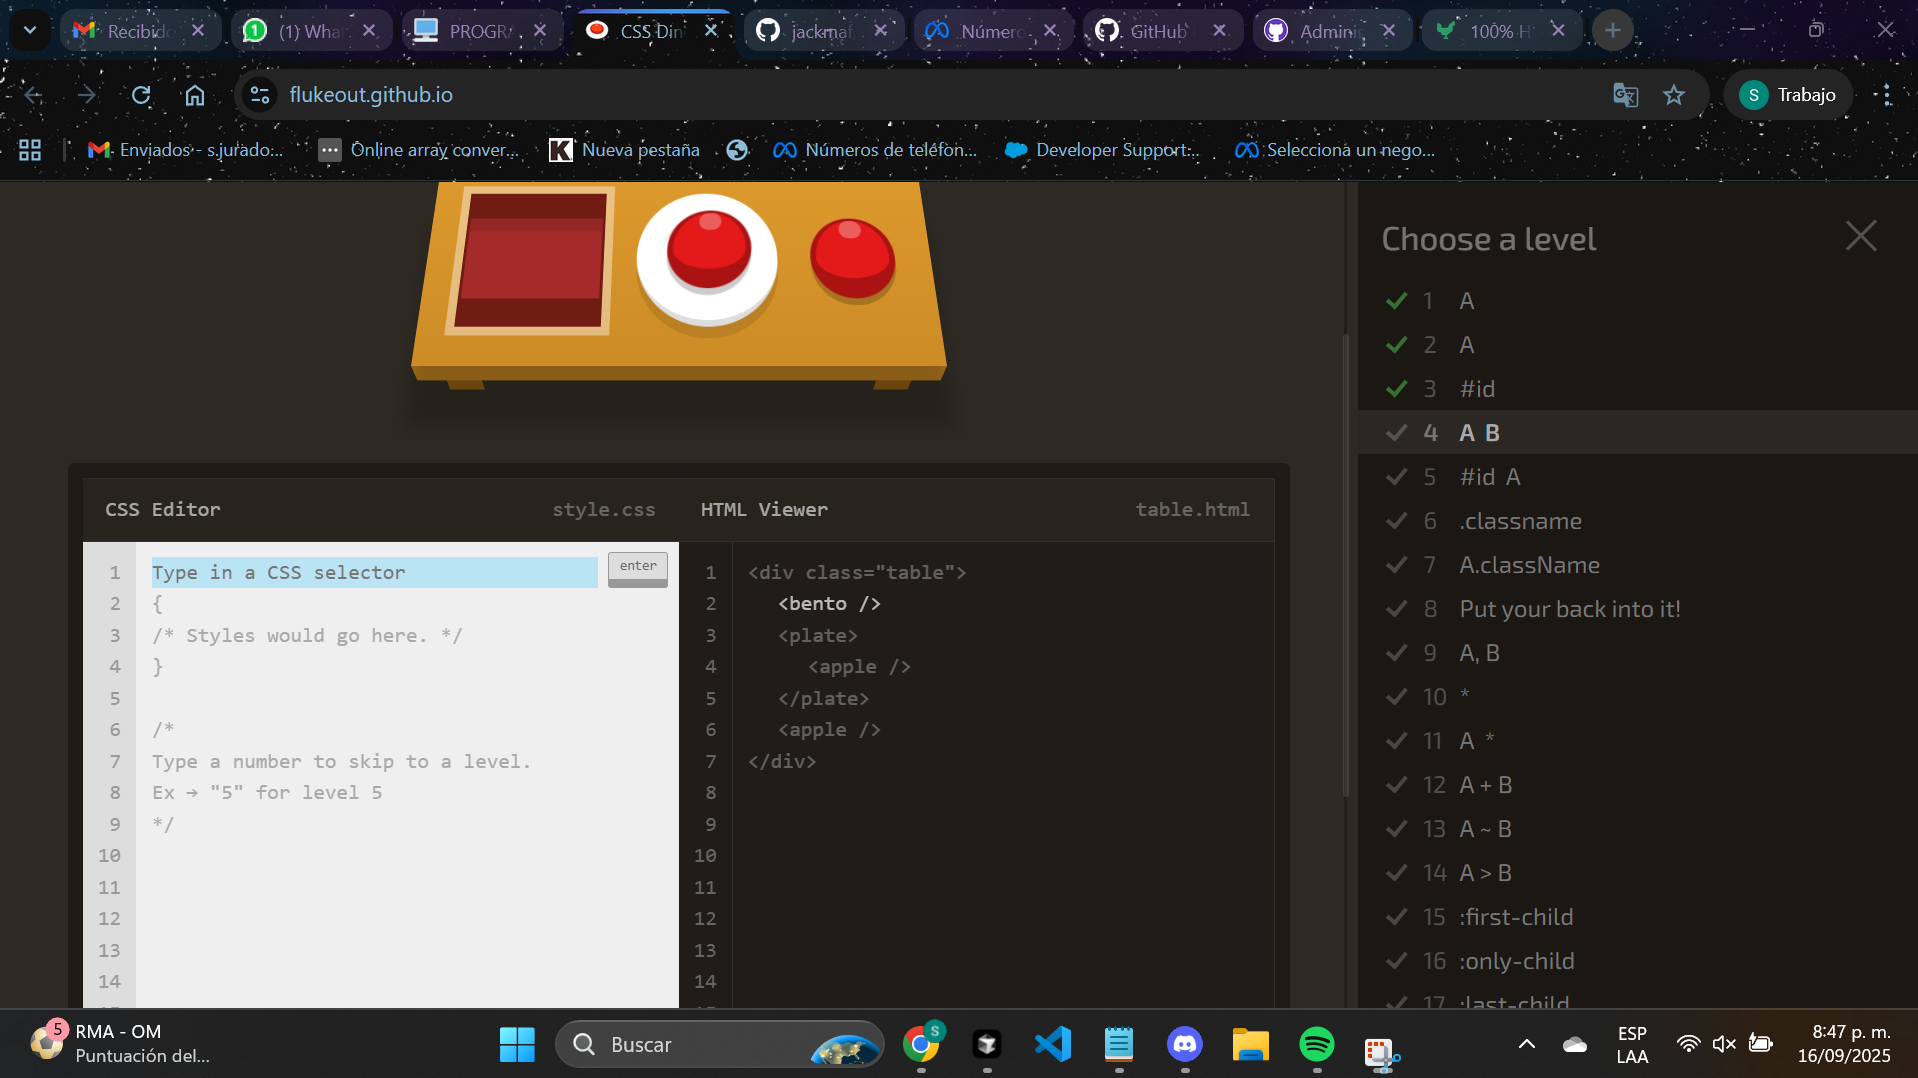 Recibido
(1) Wha
PROGRA
CSS Din
jackmaf
Número
GitHub
Admini
100% H
flukeout.github.io
S
Trabajo
Enviados - s.jurado:...
Online array conver...
Nueva pestaña
Números de teléfon...
Developer Support:...
Selecciona un nego...
Choose a level
1 A
2 A
3 #id
4 A B
5 #id A
6 .classname
7 A.className
8 Put your back into it!
9 A, B
10 *
11 A *
12 A + B
13 A ~ B
14 A > B
15 :first-child
16 :only-child
17 :last-child
CSS Editor
style.css
1 Type in a CSS selector
enter
2 {
3 /* Styles would go here. */
4 }
5
6 /*
7 Type a number to skip to a level.
8 Ex → "5" for level 5
9 */
10
11
12
13
14
HTML Viewer
table.html
1 <div class="table">
2 <bento />
3 <plate>
4 <apple />
5 </plate>
6 <apple />
7 </div>
8
9
10
11
12
13
14
5
RMA - OM
Puntuación del...
Buscar
S
ESP
LAA
8:47 p. m.
16/09/2025